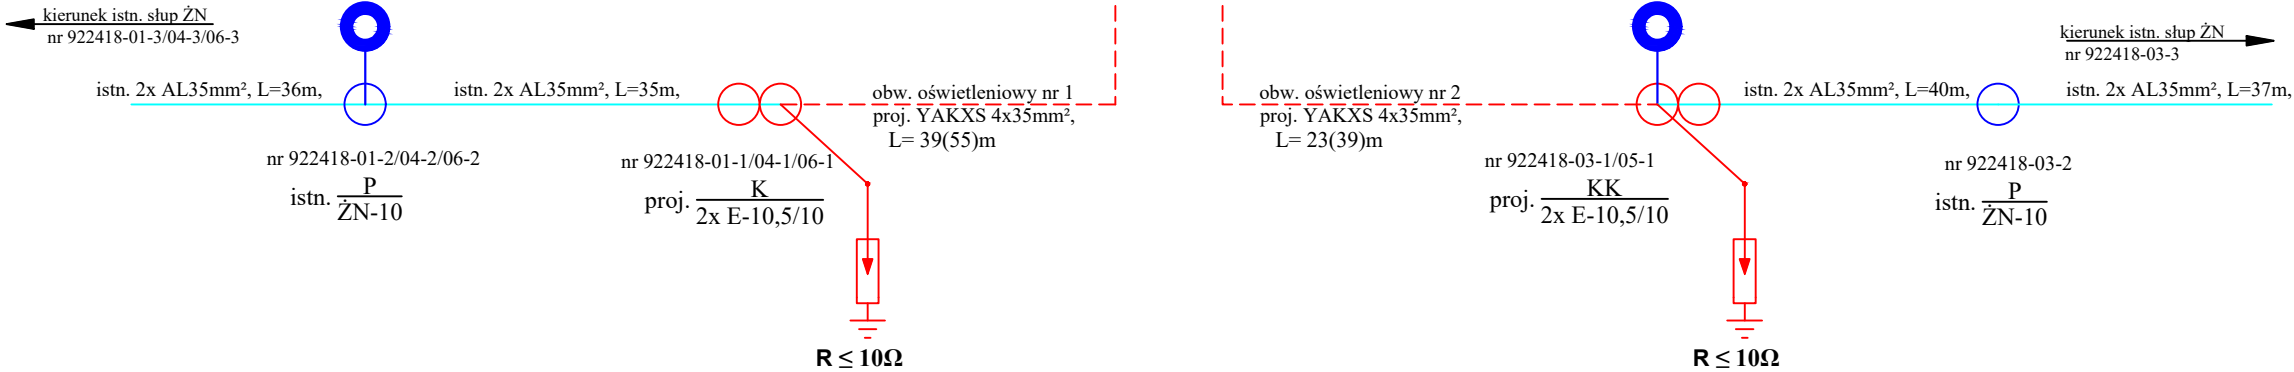 kierunek istn. słup ŻN
nr 922418-01-3/04-3/06-3
istn. 2x AL35mm², L=36m,
istn. 2x AL35mm², L=35m,
nr 922418-01-2/04-2/06-2
istn. P
ŻN-10
nr 922418-01-1/04-1/06-1
proj. K
2x E-10,5/10
obw. oświetleniowy nr 1
proj. YAKXS 4x35mm²,
L= 39(55)m
R ≤ 10Ω
obw. oświetleniowy nr 2
proj. YAKXS 4x35mm²,
L= 23(39)m
nr 922418-03-1/05-1
proj. KK
2x E-10,5/10
R ≤ 10Ω
istn. 2x AL35mm², L=40m,
nr 922418-03-2
istn. P
ŻN-10
kierunek istn. słup ŻN
nr 922418-03-3
istn. 2x AL35mm², L=37m,